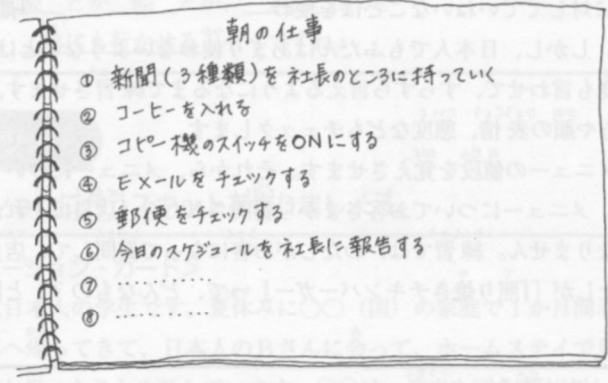 朝の仕事
① 新聞(3種類)を社長のところに持っていく
② コーヒーを入れる
③ コピー機のスイッチをONにする
④ Eメールをチェックする
⑤ 郵便をチェックする
⑥ 今日のスケジュールを社長に報告する
⑦ ..........
⑧ ..........